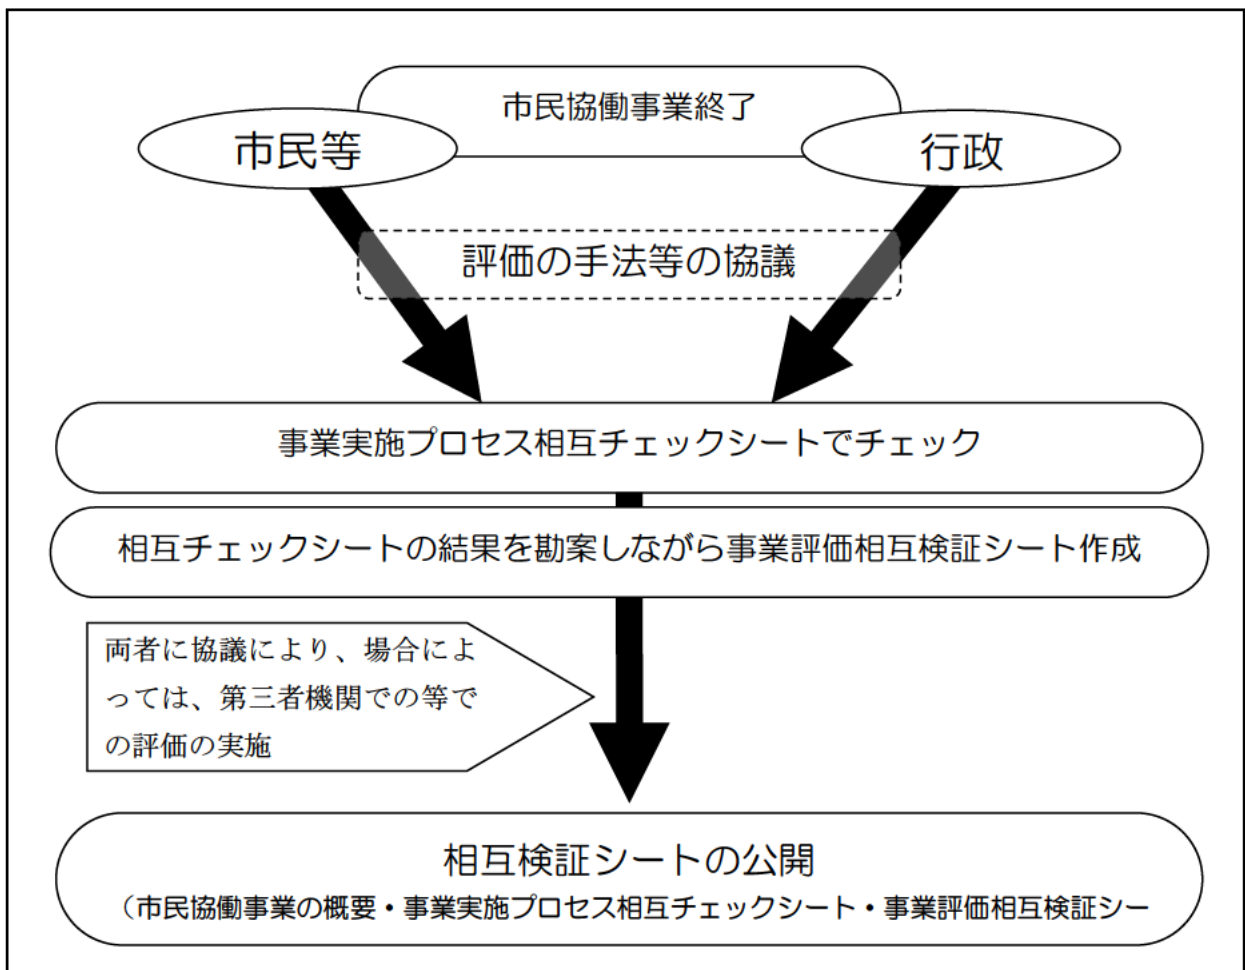 市民協働事業終了
市民等
行政
評価の手法等の協議
事業実施プロセス相互チェックシートでチェック
相互チェックシートの結果を勘案しながら事業評価相互検証シート作成
両者に協議により、場合によ
っては、第三者機関での等で
の評価の実施
相互検証シートの公開
（市民協働事業の概要・事業実施プロセス相互チェックシート・事業評価相互検証シー